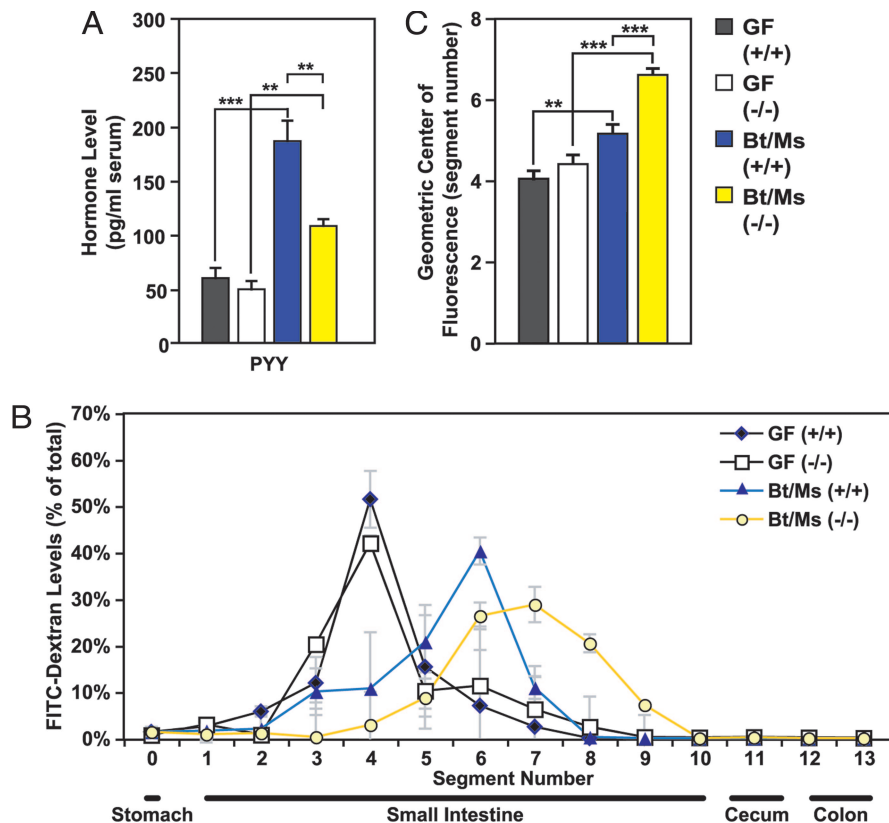 A
300
250
200
150
100
50
0
Hormone Level
(pg/ml serum)
***
**
**
PYY
C
8
6
4
2
0
Geometric Center of
Fluorescence (segment number)
**
***
***
GF
(+/+)
GF
(-/-)
Bt/Ms
(+/+)
Bt/Ms
(-/-)
B
70%
60%
50%
40%
30%
20%
10%
0%
FITC-Dextran Levels (% of total)
GF (+/+)
GF (-/-)
Bt/Ms (+/+)
Bt/Ms (-/-)
0 1 2 3 4 5 6 7 8 9 10 11 12 13
Segment Number
Stomach Small Intestine Cecum Colon